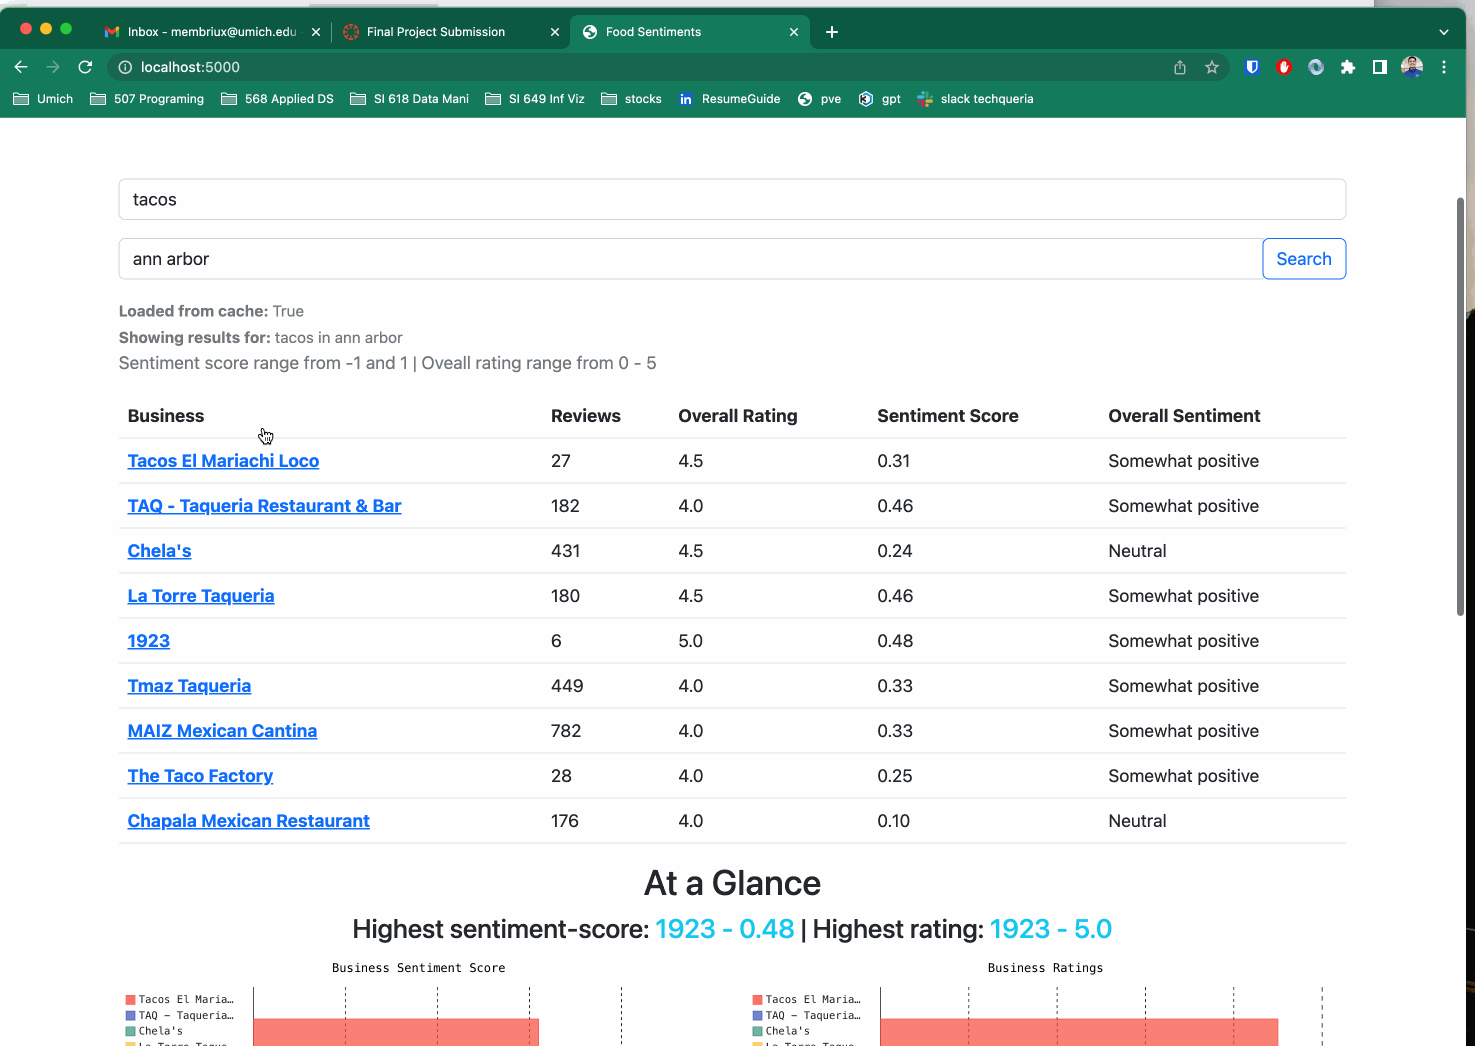 Inbox - membriux@umich.edu
Final Project Submission
Food Sentiments
localhost:5000
Umich
507 Programing
568 Applied DS
SI 618 Data Mani
SI 649 Inf Viz
stocks
in ResumeGuide
pve
gpt
slack techqueria
tacos
ann arbor
Search
Loaded from cache: True
Showing results for: tacos in ann arbor
Sentiment score range from -1 and 1 | Oveall rating range from 0 - 5
Business Reviews Overall Rating Sentiment Score Overall Sentiment
Tacos El Mariachi Loco 27 4.5 0.31 Somewhat positive
TAQ - Taqueria Restaurant & Bar 182 4.0 0.46 Somewhat positive
Chela's 431 4.5 0.24 Neutral
La Torre Taqueria 180 4.5 0.46 Somewhat positive
1923 6 5.0 0.48 Somewhat positive
Tmaz Taqueria 449 4.0 0.33 Somewhat positive
MAIZ Mexican Cantina 782 4.0 0.33 Somewhat positive
The Taco Factory 28 4.0 0.25 Somewhat positive
Chapala Mexican Restaurant 176 4.0 0.10 Neutral
At a Glance
Highest sentiment-score: 1923 - 0.48 | Highest rating: 1923 - 5.0
Business Sentiment Score
Tacos El Maria…
TAQ - Taqueria…
Chela's
La Torre Taque…
Business Ratings
Tacos El Maria…
TAQ - Taqueria…
Chela's
La Torre Taque…